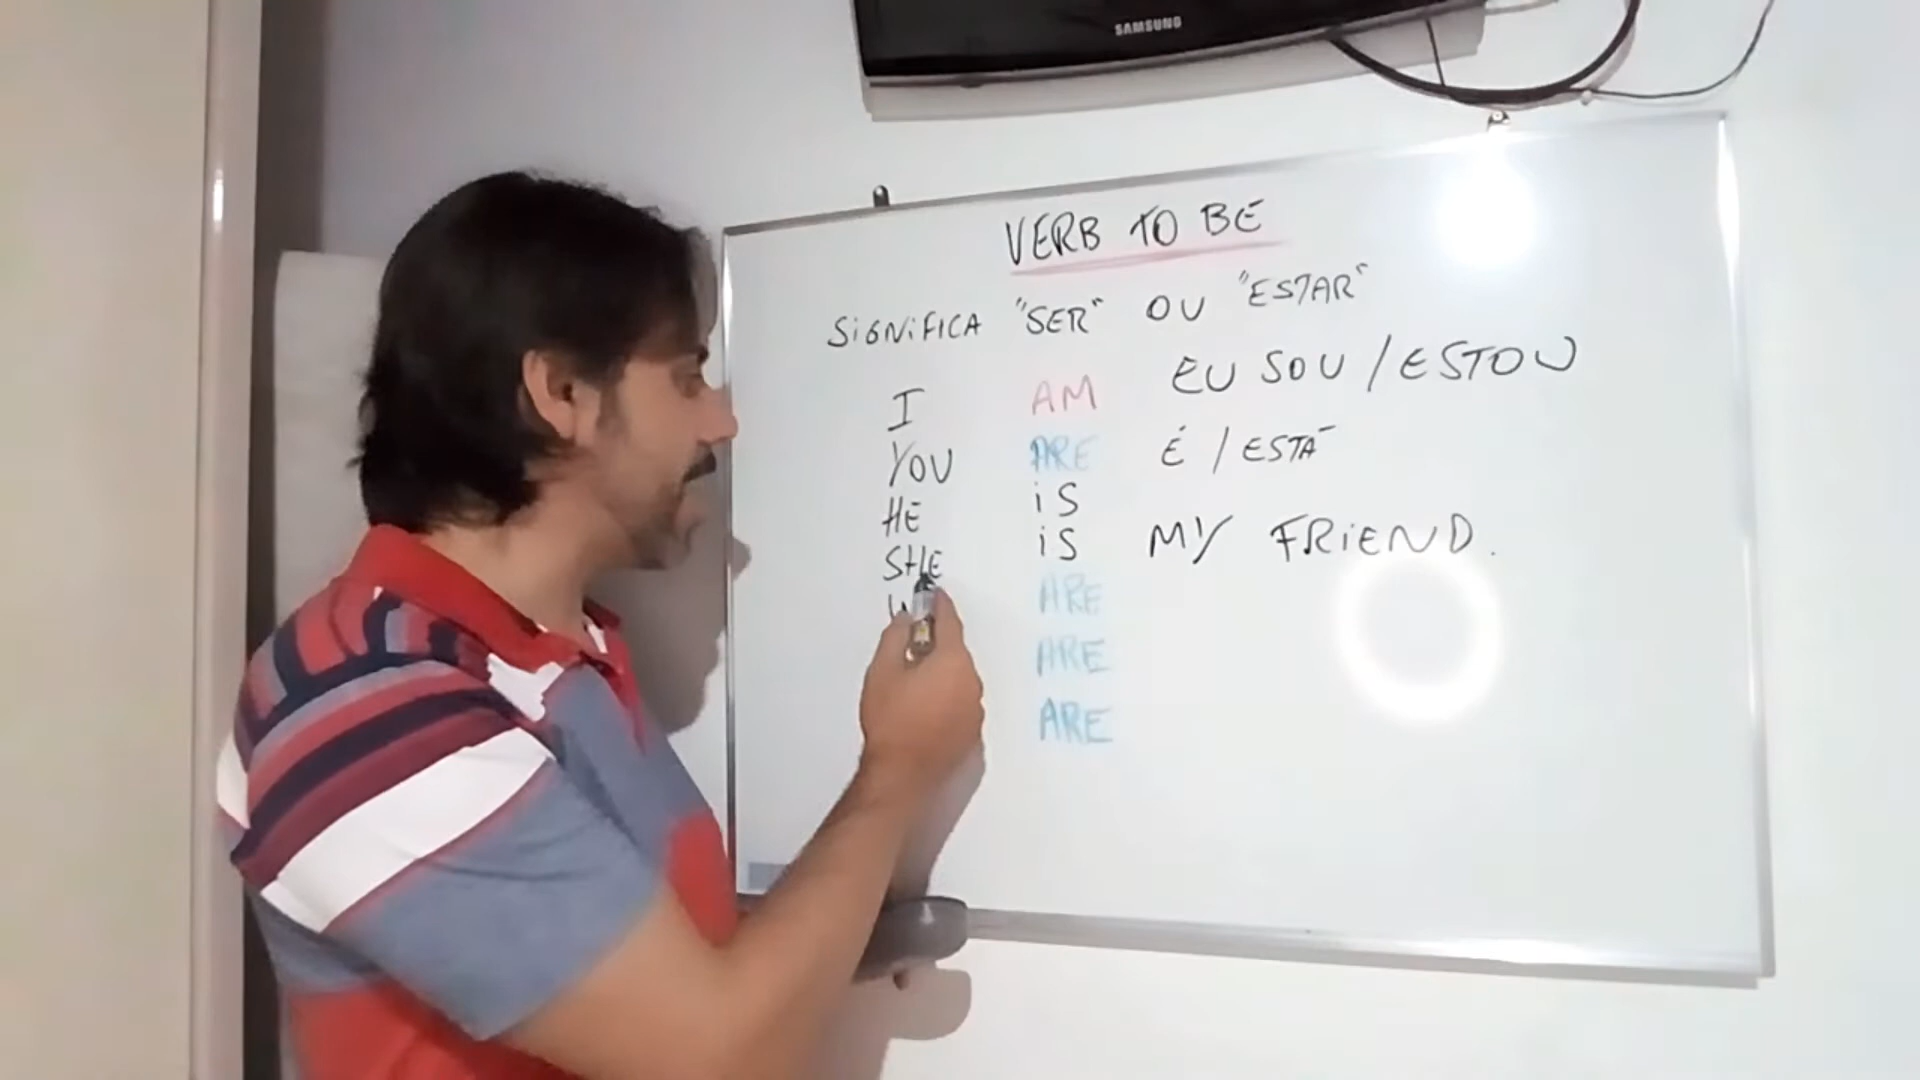 SAMSUNG
VERB TO BE
SiGNiFICA "SER" OU "ESTAR"
I AM EU SOU / ESTOU
YOU ARE É / ESTÁ
HE iS
SHE iS MY FRiEND.
ARE
ARE
ARE